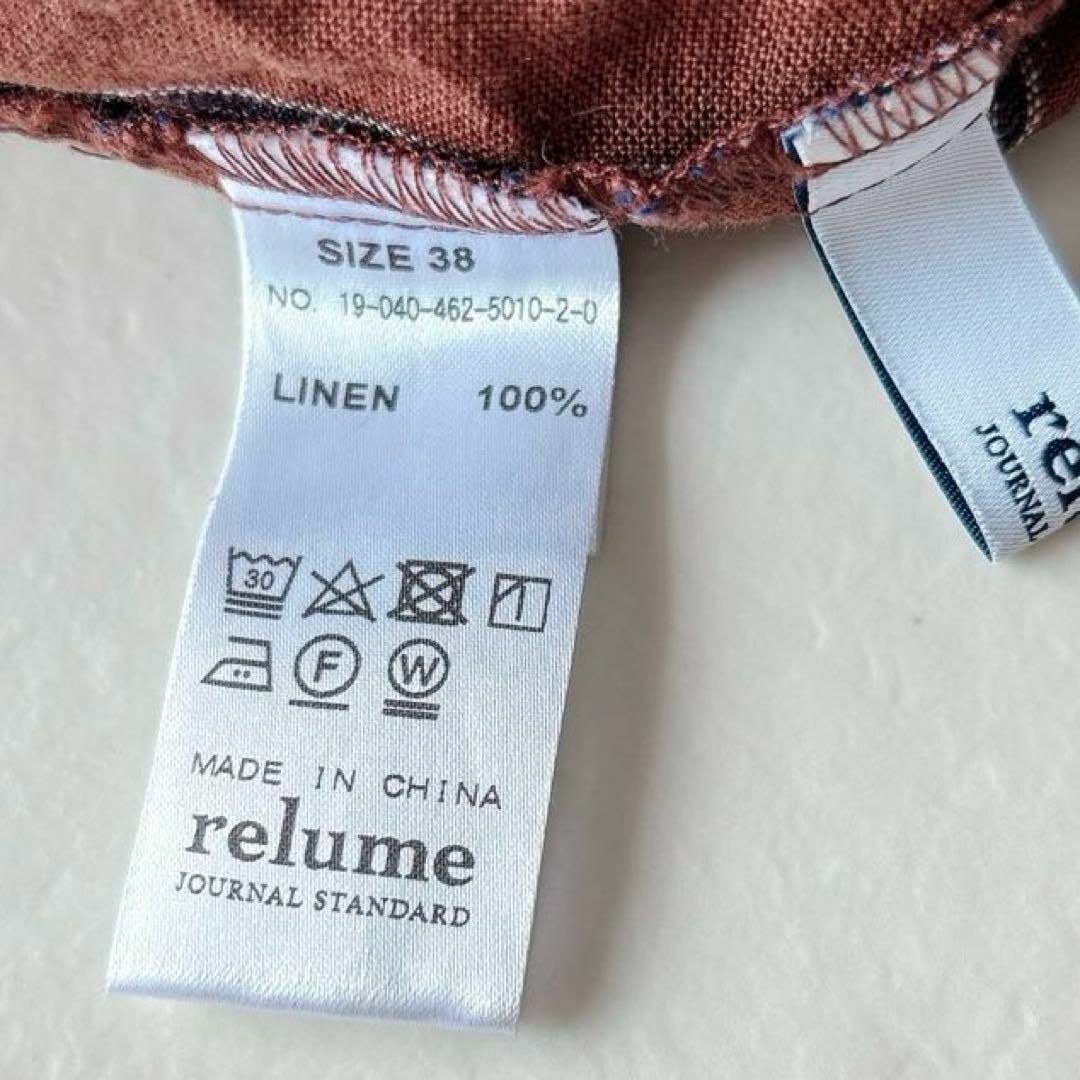 SIZE 38
NO. 19-040-462-5010-2-0
LINEN 100%
30
F W
MADE IN CHINA
relume
JOURNAL STANDARD
JOURNAL